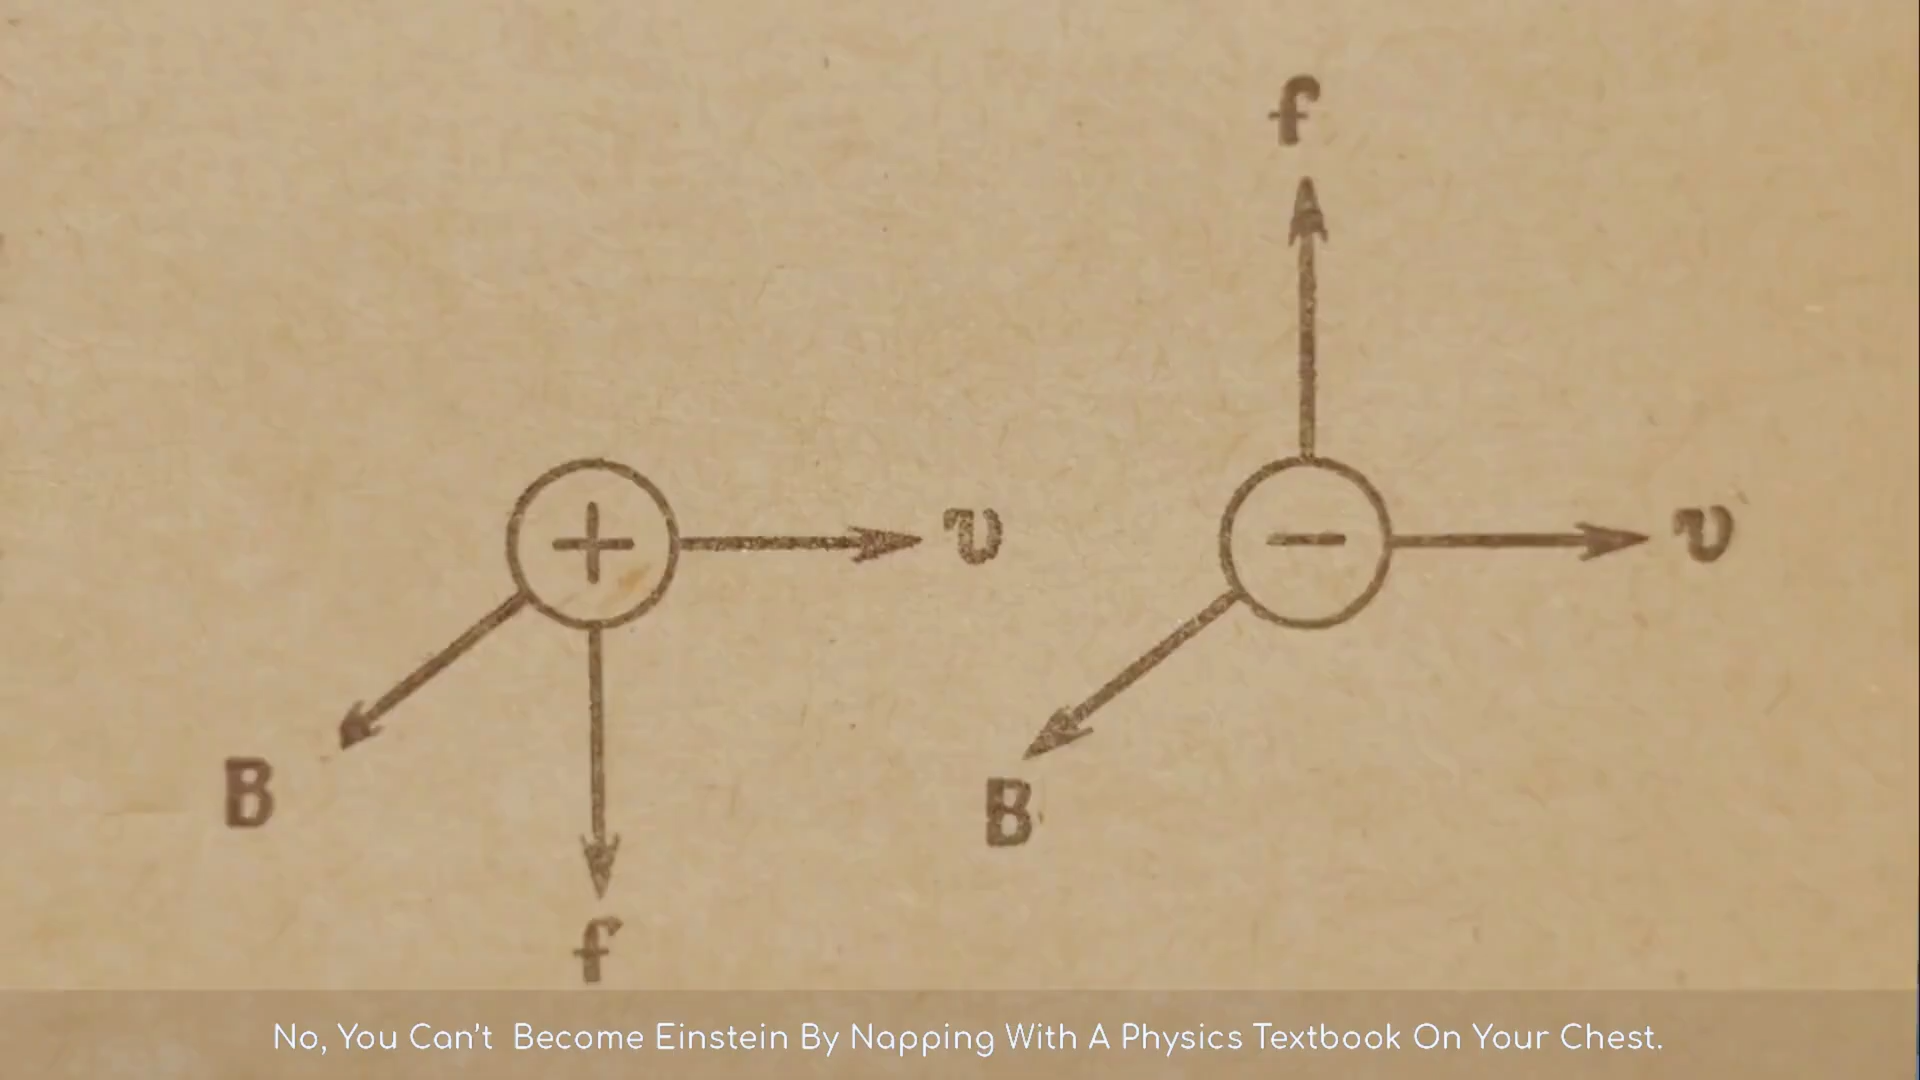 f
+
v
B
f
−
v
B
No, You Can't Become Einstein By Napping With A Physics Textbook On Your Chest.